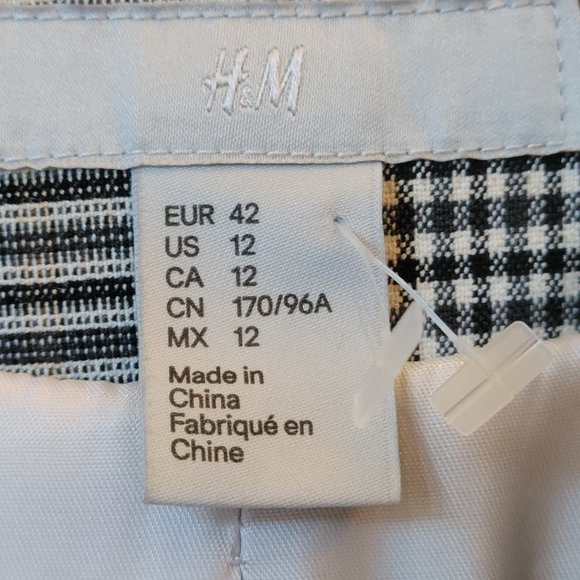 H&M
EUR 42
US 12
CA 12
CN 170/96A
MX 12
Made in
China
Fabriqué en
Chine